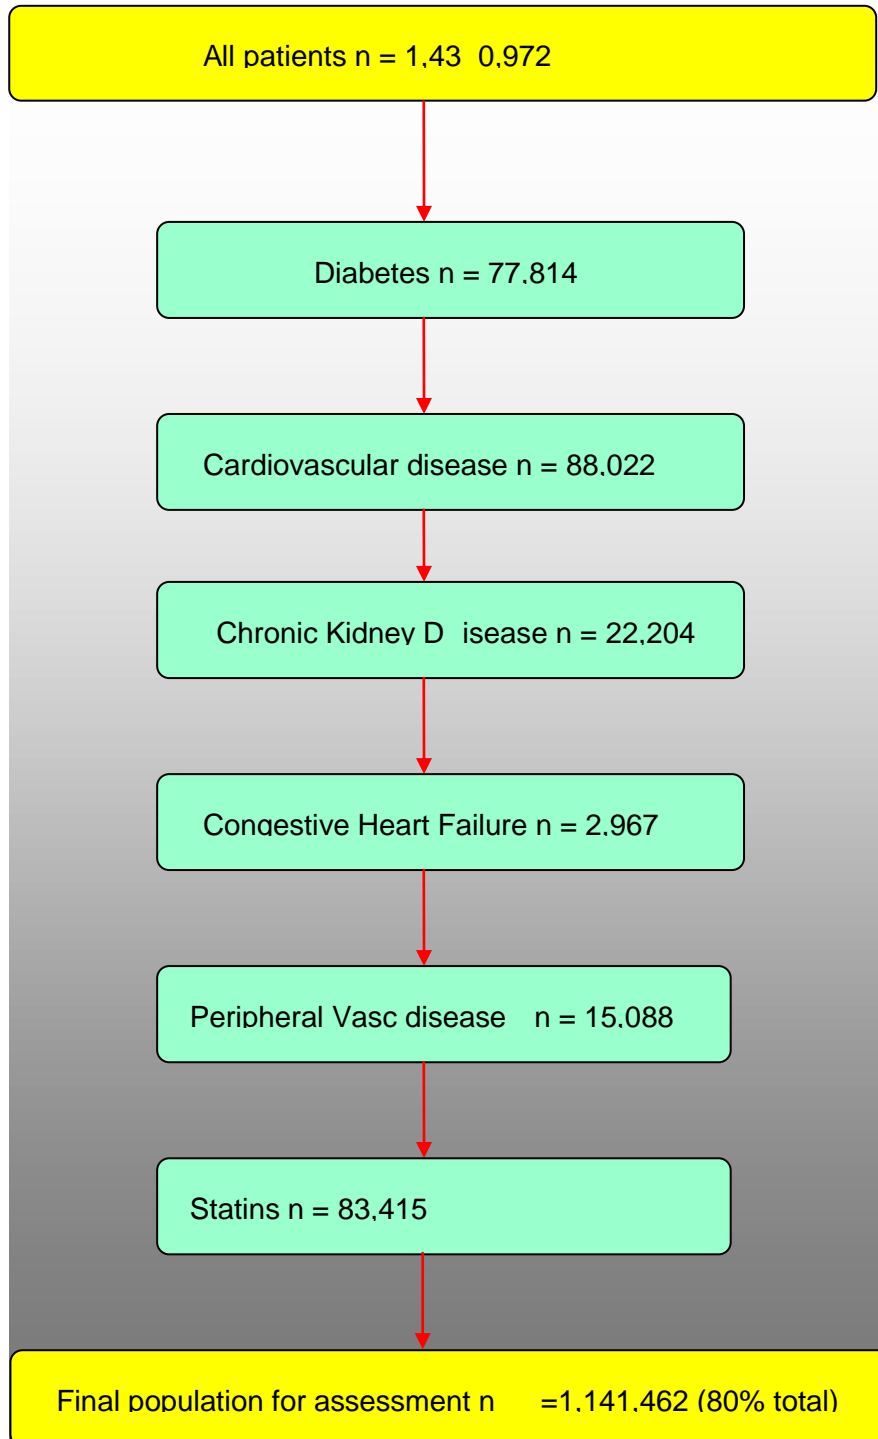 All patients n = 1,43 0,972
Diabetes n = 77,814
Cardiovascular disease n = 88,022
Chronic Kidney D isease n = 22,204
Congestive Heart Failure n = 2,967
Peripheral Vasc disease n = 15,088
Statins n = 83,415
Final population for assessment n =1,141,462 (80% total)